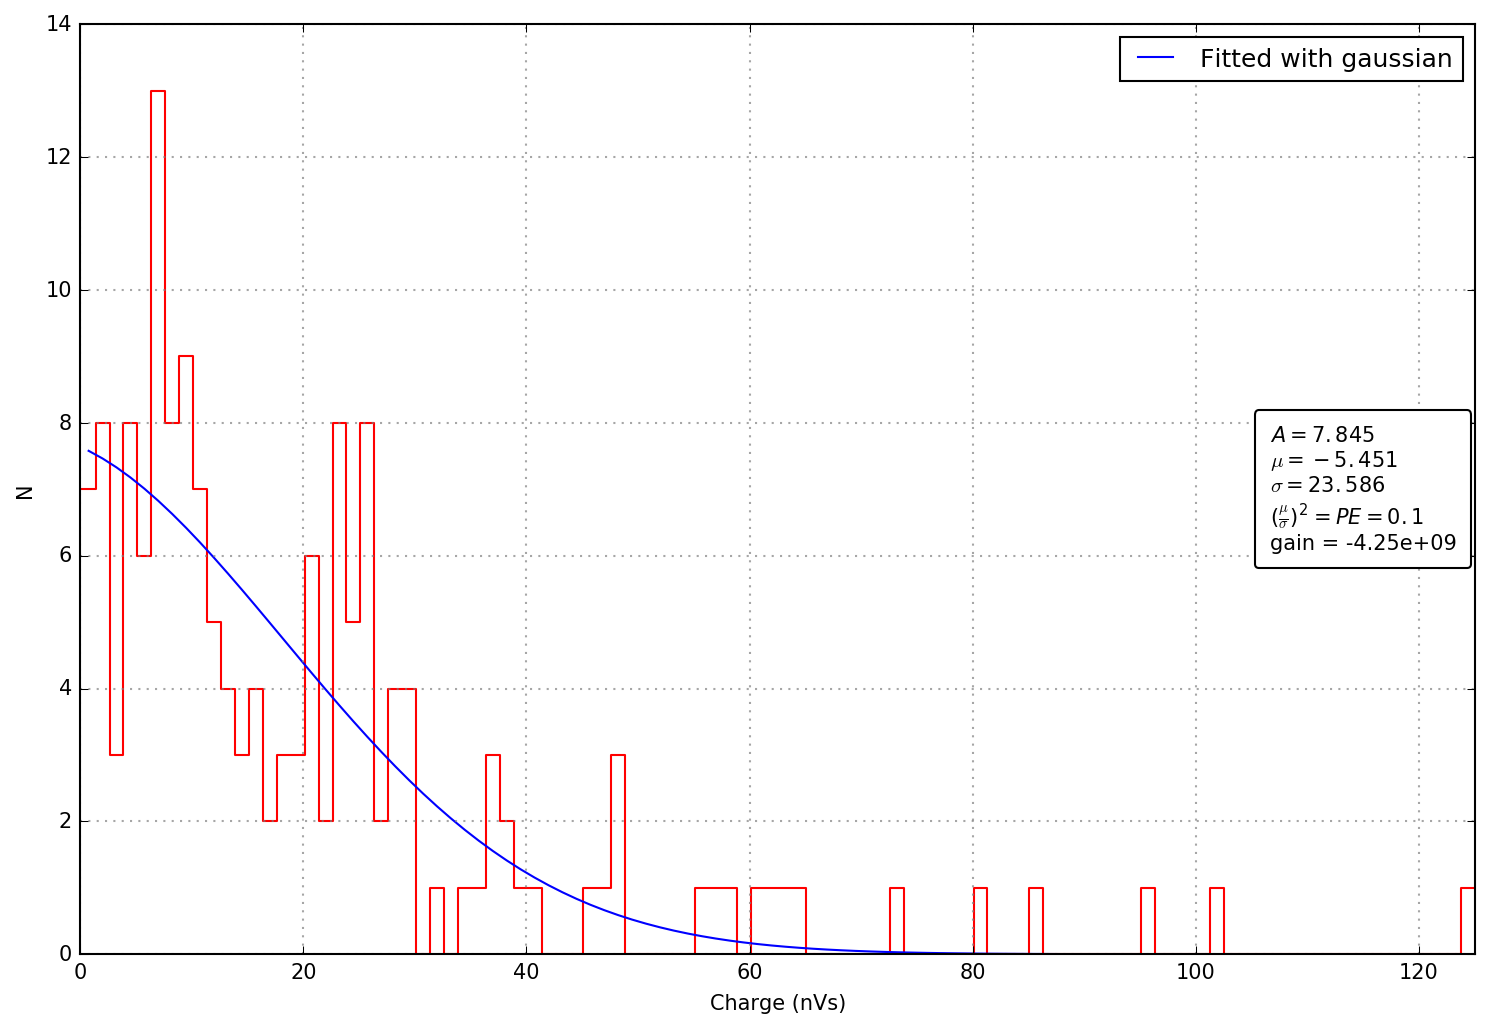 14
12
10
8
6
4
2
0
N
0 20 40 60 80 100 120
Charge (nVs)
Fitted with gaussian
A = 7.845
μ = −5.451
σ = 23.586
(μ/σ)² = PE = 0.1
gain = -4.25e+09